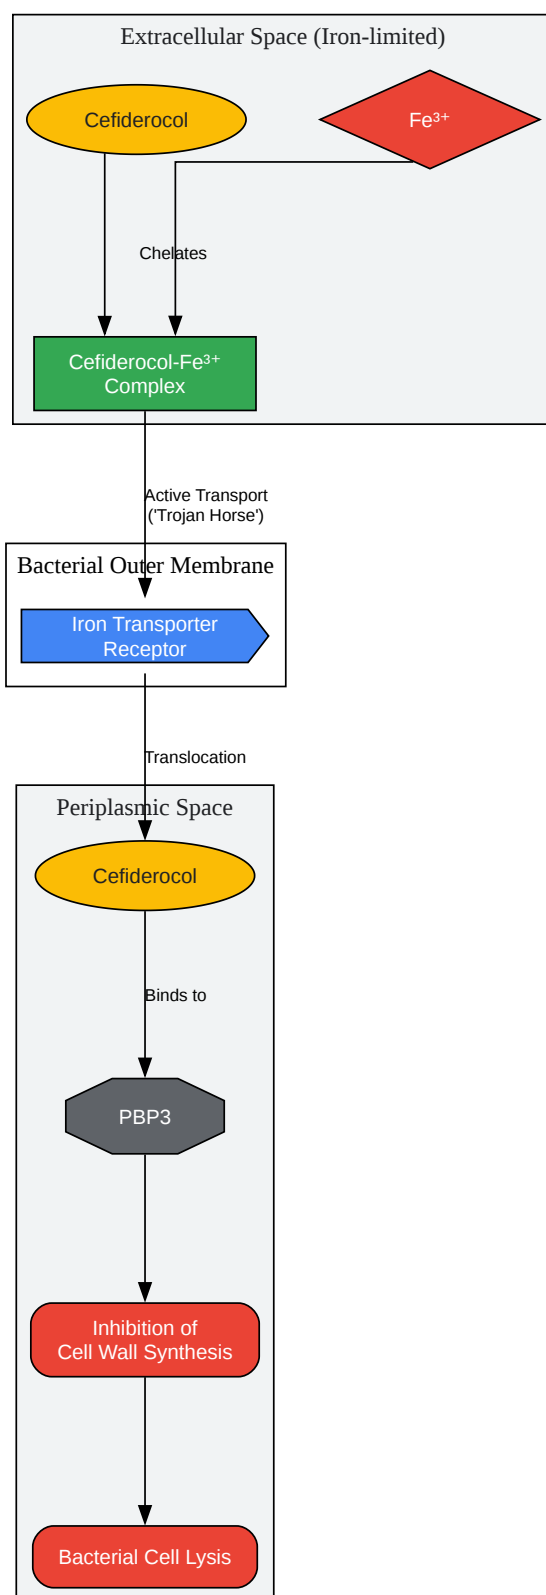 Extracellular Space (Iron-limited)
Cefiderocol
Fe³⁺
Chelates
Cefiderocol-Fe³⁺
Complex
Active Transport
('Trojan Horse')
Bacterial Outer Membrane
Iron Transporter
Receptor
Translocation
Periplasmic Space
Cefiderocol
Binds to
PBP3
Inhibition of
Cell Wall Synthesis
Bacterial Cell Lysis